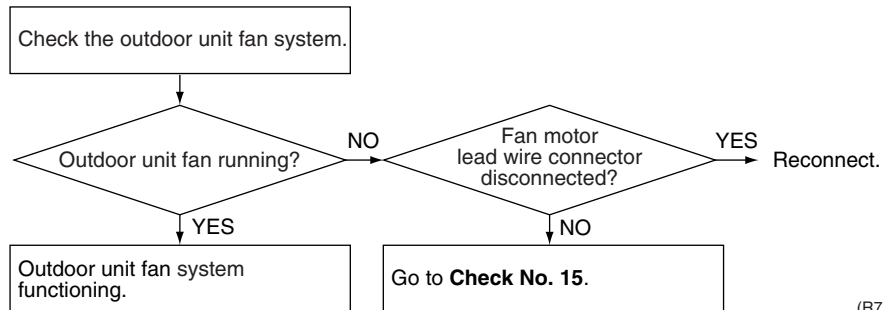 Check the outdoor unit fan system.
Outdoor unit fan running?
NO
Fan motor
lead wire connector
disconnected?
YES
Reconnect.
YES
NO
Outdoor unit fan system
functioning.
Go to Check No. 15.
(R7